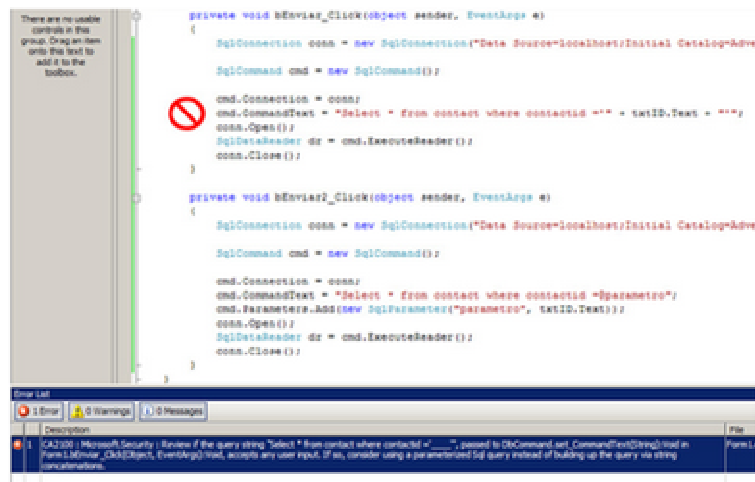 There are no usable
controls in this
group. Drag an item
onto this text to
add it to the
toolbox.
private void bEnviar_Click(object sender, EventArgs e)
{
SqlConnection conn = new SqlConnection("Data Source=localhost;Initial Catalog=Adve
SqlCommand cmd = new SqlCommand();
cmd.Connection = conn;
cmd.CommandText = "Select * from contact where contactid ='" + txtID.Text + "'";
conn.Open();
SqlDataReader dr = cmd.ExecuteReader();
conn.Close();
}
private void bEnviar2_Click(object sender, EventArgs e)
{
SqlConnection conn = new SqlConnection("Data Source=localhost;Initial Catalog=Adve
SqlCommand cmd = new SqlCommand();
cmd.Connection = conn;
cmd.CommandText = "Select * from contact where contactid =@parametro";
cmd.Parameters.Add(new SqlParameter("parametro", txtID.Text));
conn.Open();
SqlDataReader dr = cmd.ExecuteReader();
conn.Close();
}
}
Error List
1 Error 0 Warnings 0 Messages
Description File
1 CA2100 : Microsoft.Security : Review if the query string "Select * from contact where contactid ='____'", passed to DbCommand.set_CommandText(String):Void in Form1.
Form1.bEnviar_Click(Object, EventArgs):Void, accepts any user input. If so, consider using a parameterized Sql query instead of building up the query via string
concatenations.